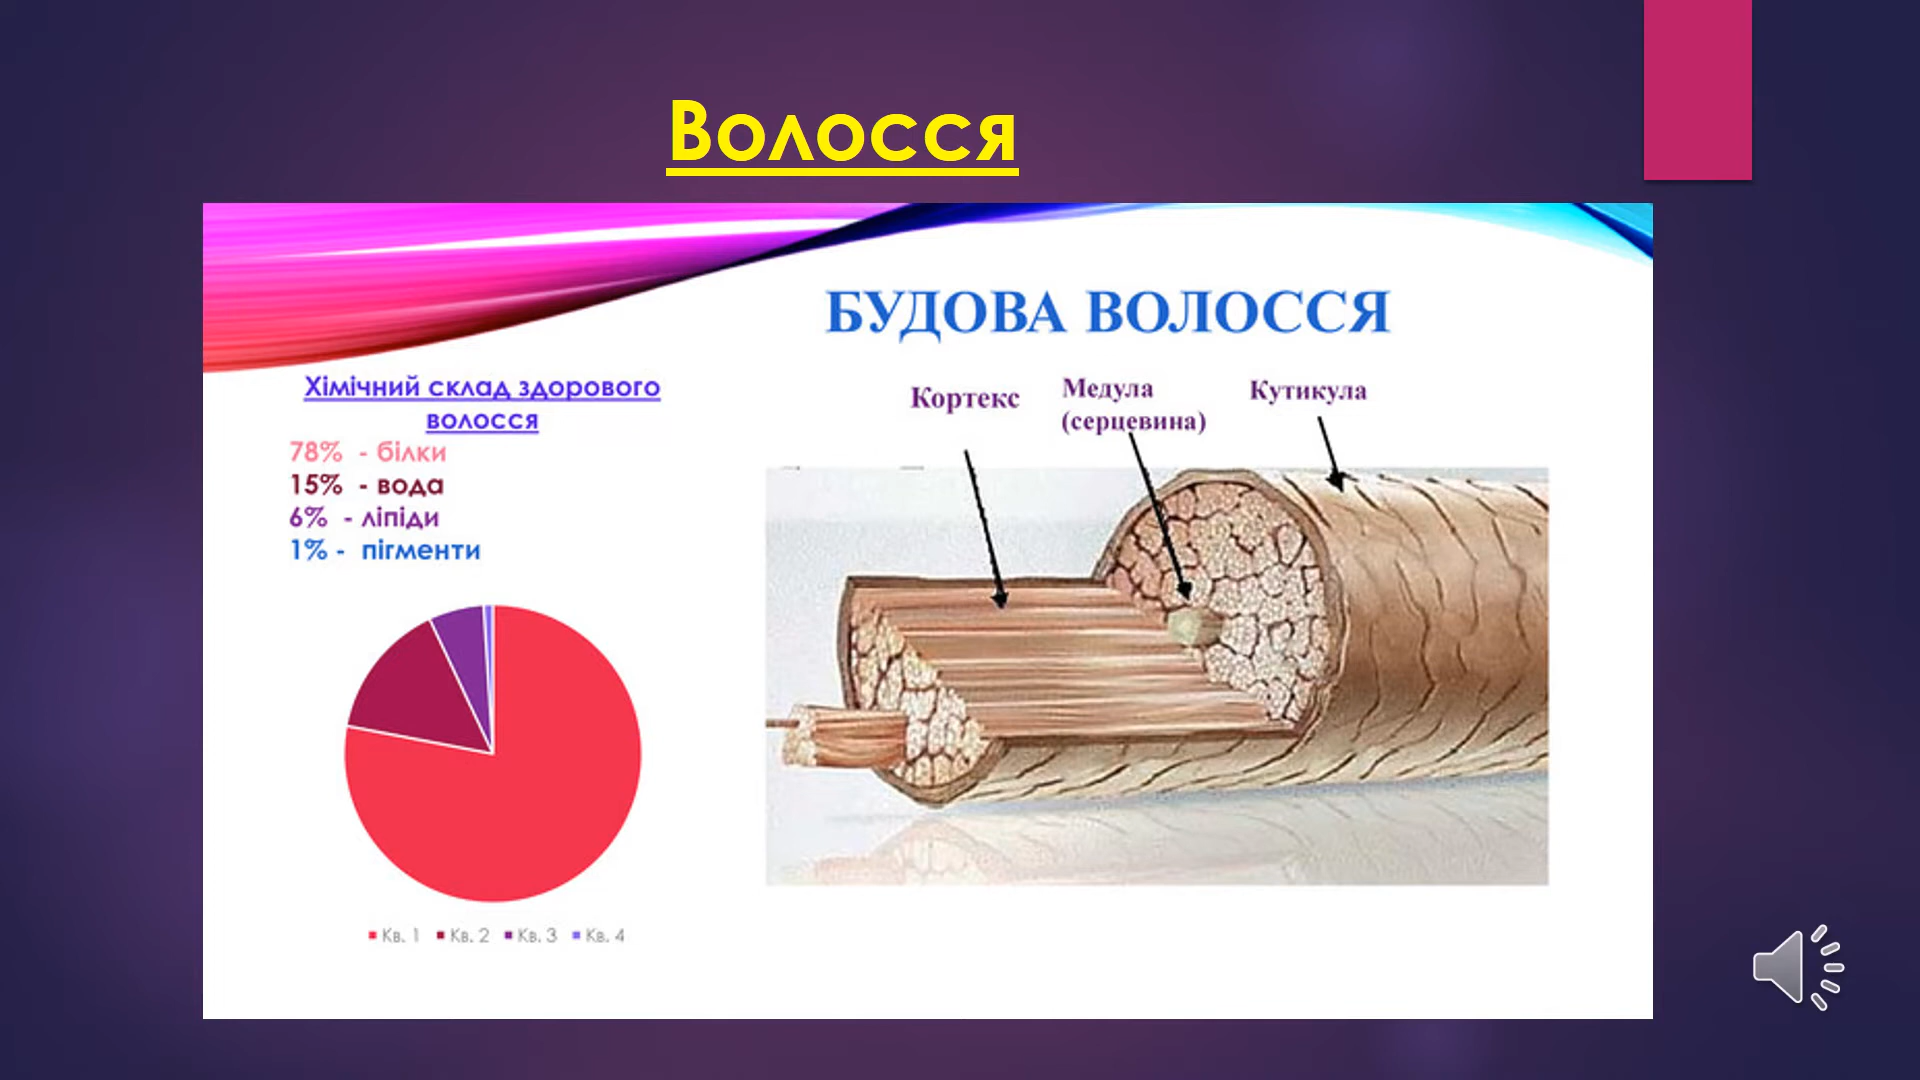 Волосся
БУДОВА ВОЛОССЯ
Хімічний склад здорового
волосся
78%  - білки
15%  - вода
6%  - ліпіди
1% -  пігменти
Кв. 1 Кв. 2 Кв. 3 Кв. 4
Кортекс
Медула
(серцевина)
Кутикула